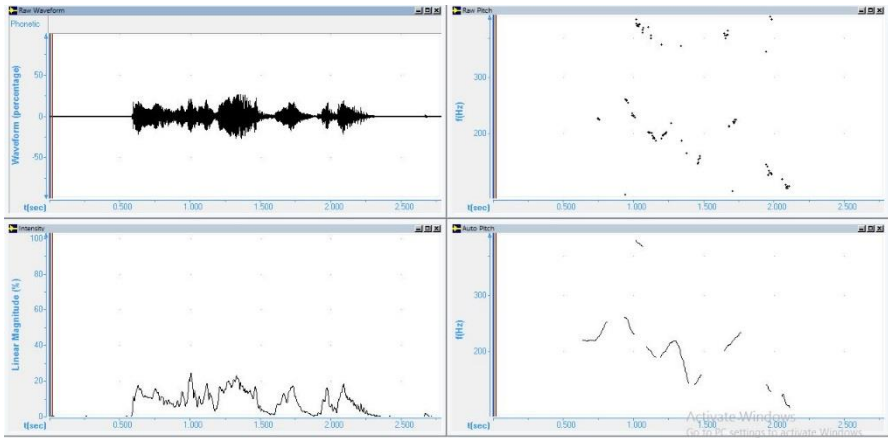 Raw Waveform
Phonetic
Waveform (percentage)
50
0
-50
t(sec)
0.500
1.000
1.500
2.000
2.500
Raw Pitch
f(Hz)
300
200
t(sec)
0.500
1.000
1.500
2.000
2.500
Intensity
Linear Magnitude (%)
100
80
60
40
20
0
t(sec)
0.500
1.000
1.500
2.000
2.500
Auto Pitch
f(Hz)
300
200
t(sec)
0.500
1.000
1.500
2.000
2.500
Activate Windows
Go to PC settings to activate Windows.